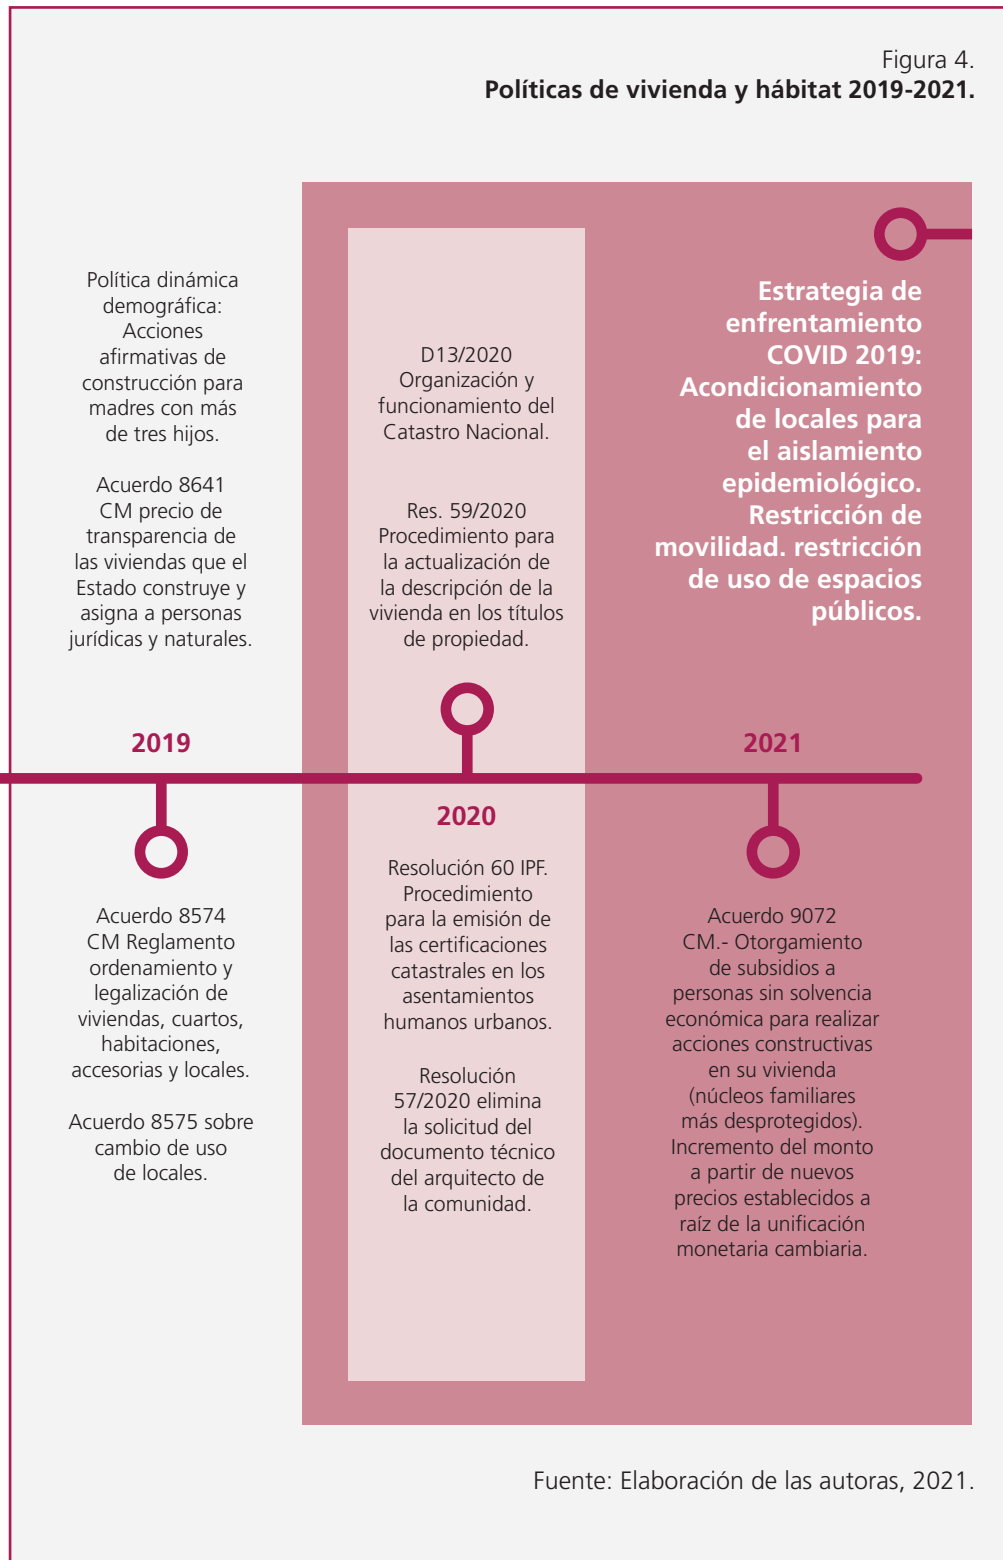 Figura 4.
Políticas de vivienda y hábitat 2019-2021.
Política dinámica
demográfica:
Acciones
afirmativas de
construcción para
madres con más
de tres hijos.
Acuerdo 8641
CM precio de
transparencia de
las viviendas que el
Estado construye y
asigna a personas
jurídicas y naturales.
2019
Acuerdo 8574
CM Reglamento
ordenamiento y
legalización de
viviendas, cuartos,
habitaciones,
accesorias y locales.
Acuerdo 8575 sobre
cambio de uso
de locales.
D13/2020
Organización y
funcionamiento del
Catastro Nacional.
Res. 59/2020
Procedimiento para
la actualización de
la descripción de la
vivienda en los títulos
de propiedad.
2020
Resolución 60 IPF.
Procedimiento
para la emisión de
las certificaciones
catastrales en los
asentamientos
humanos urbanos.
Resolución
57/2020 elimina
la solicitud del
documento técnico
del arquitecto de
la comunidad.
Estrategia de
enfrentamiento
COVID 2019:
Acondicionamiento
de locales para
el aislamiento
epidemiológico.
Restricción de
movilidad. restricción
de uso de espacios
públicos.
2021
Acuerdo 9072
CM.- Otorgamiento
de subsidios a
personas sin solvencia
económica para realizar
acciones constructivas
en su vivienda
(núcleos familiares
más desprotegidos).
Incremento del monto
a partir de nuevos
precios establecidos a
raíz de la unificación
monetaria cambiaria.
Fuente: Elaboración de las autoras, 2021.